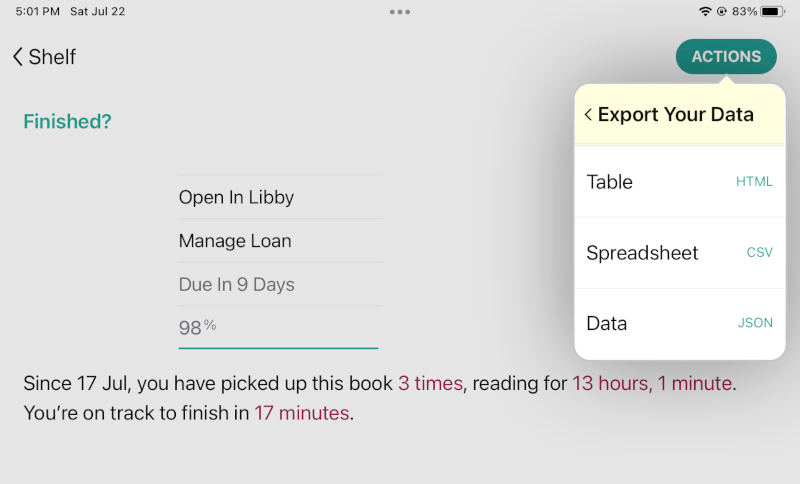 5:01 PM Sat Jul 22
83%
Shelf
ACTIONS
Export Your Data
Finished?
Table HTML
Open In Libby
Manage Loan
Spreadsheet CSV
Due In 9 Days
98%
Data JSON
Since 17 Jul, you have picked up this book 3 times, reading for 13 hours, 1 minute.
You’re on track to finish in 17 minutes.